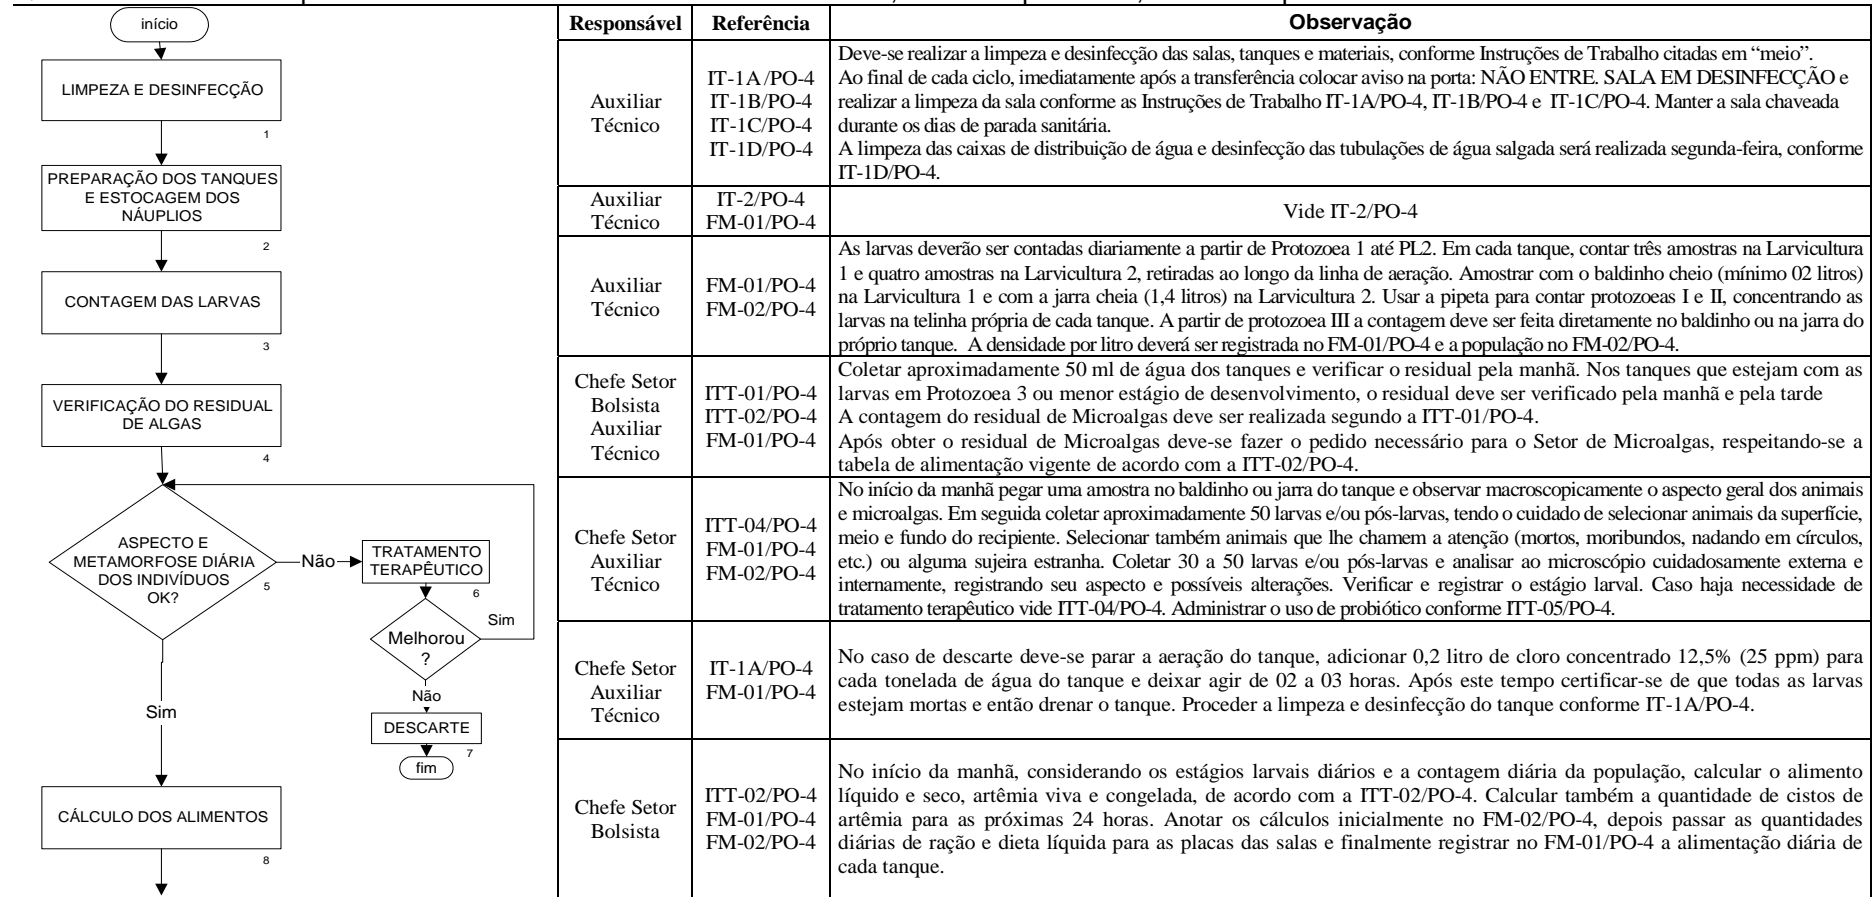 início
LIMPEZA E DESINFECÇÃO
1
PREPARAÇÃO DOS TANQUES
E ESTOCAGEM DOS
NÁUPLIOS
2
CONTAGEM DAS LARVAS
3
VERIFICAÇÃO DO RESIDUAL
DE ALGAS
4
ASPECTO E
METAMORFOSE DIÁRIA
DOS INDIVÍDUOS
OK?
5
Não
TRATAMENTO
TERAPÊUTICO
6
Sim
Melhorou
?
Não
DESCARTE
7
fim
Sim
CÁLCULO DOS ALIMENTOS
8
Responsável Referência Observação
Auxiliar
Técnico
IT-1A/PO-4
IT-1B/PO-4
IT-1C/PO-4
IT-1D/PO-4
Deve-se realizar a limpeza e desinfecção das salas, tanques e materiais, conforme Instruções de Trabalho citadas em “meio”.
Ao final de cada ciclo, imediatamente após a transferência colocar aviso na porta: NÃO ENTRE. SALA EM DESINFECÇÃO e
realizar a limpeza da sala conforme as Instruções de Trabalho IT-1A/PO-4, IT-1B/PO-4 e IT-1C/PO-4. Manter a sala chaveada
durante os dias de parada sanitária.
A limpeza das caixas de distribuição de água e desinfecção das tubulações de água salgada será realizada segunda-feira, conforme
IT-1D/PO-4.
Auxiliar
Técnico
IT-2/PO-4
FM-01/PO-4
Vide IT-2/PO-4
Auxiliar
Técnico
FM-01/PO-4
FM-02/PO-4
As larvas deverão ser contadas diariamente a partir de Protozoea 1 até PL2. Em cada tanque, contar três amostras na Larvicultura
1 e quatro amostras na Larvicultura 2, retiradas ao longo da linha de aeração. Amostrar com o baldinho cheio (mínimo 02 litros)
na Larvicultura 1 e com a jarra cheia (1,4 litros) na Larvicultura 2. Usar a pipeta para contar protozoeas I e II, concentrando as
larvas na telinha própria de cada tanque. A partir de protozoea III a contagem deve ser feita diretamente no baldinho ou na jarra do
próprio tanque. A densidade por litro deverá ser registrada no FM-01/PO-4 e a população no FM-02/PO-4.
Chefe Setor
Bolsista
Auxiliar
Técnico
ITT-01/PO-4
ITT-02/PO-4
FM-01/PO-4
Coletar aproximadamente 50 ml de água dos tanques e verificar o residual pela manhã. Nos tanques que estejam com as
larvas em Protozoea 3 ou menor estágio de desenvolvimento, o residual deve ser verificado pela manhã e pela tarde
A contagem do residual de Microalgas deve ser realizada segundo a ITT-01/PO-4.
Após obter o residual de Microalgas deve-se fazer o pedido necessário para o Setor de Microalgas, respeitando-se a
tabela de alimentação vigente de acordo com a ITT-02/PO-4.
Chefe Setor
Auxiliar
Técnico
ITT-04/PO-4
FM-01/PO-4
FM-02/PO-4
No início da manhã pegar uma amostra no baldinho ou jarra do tanque e observar macroscopicamente o aspecto geral dos animais
e microalgas. Em seguida coletar aproximadamente 50 larvas e/ou pós-larvas, tendo o cuidado de selecionar animais da superfície,
meio e fundo do recipiente. Selecionar também animais que lhe chamem a atenção (mortos, moribundos, nadando em círculos,
etc.) ou alguma sujeira estranha. Coletar 30 a 50 larvas e/ou pós-larvas e analisar ao microscópio cuidadosamente externa e
internamente, registrando seu aspecto e possíveis alterações. Verificar e registrar o estágio larval. Caso haja necessidade de
tratamento terapêutico vide ITT-04/PO-4. Administrar o uso de probiótico conforme ITT-05/PO-4.
Chefe Setor
Auxiliar
Técnico
IT-1A/PO-4
FM-01/PO-4
No caso de descarte deve-se parar a aeração do tanque, adicionar 0,2 litro de cloro concentrado 12,5% (25 ppm) para
cada tonelada de água do tanque e deixar agir de 02 a 03 horas. Após este tempo certificar-se de que todas as larvas
estejam mortas e então drenar o tanque. Proceder a limpeza e desinfecção do tanque conforme IT-1A/PO-4.
Chefe Setor
Bolsista
ITT-02/PO-4
FM-01/PO-4
FM-02/PO-4
No início da manhã, considerando os estágios larvais diários e a contagem diária da população, calcular o alimento
líquido e seco, artêmia viva e congelada, de acordo com a ITT-02/PO-4. Calcular também a quantidade de cistos de
artêmia para as próximas 24 horas. Anotar os cálculos inicialmente no FM-02/PO-4, depois passar as quantidades
diárias de ração e dieta líquida para as placas das salas e finalmente registrar no FM-01/PO-4 a alimentação diária de
cada tanque.